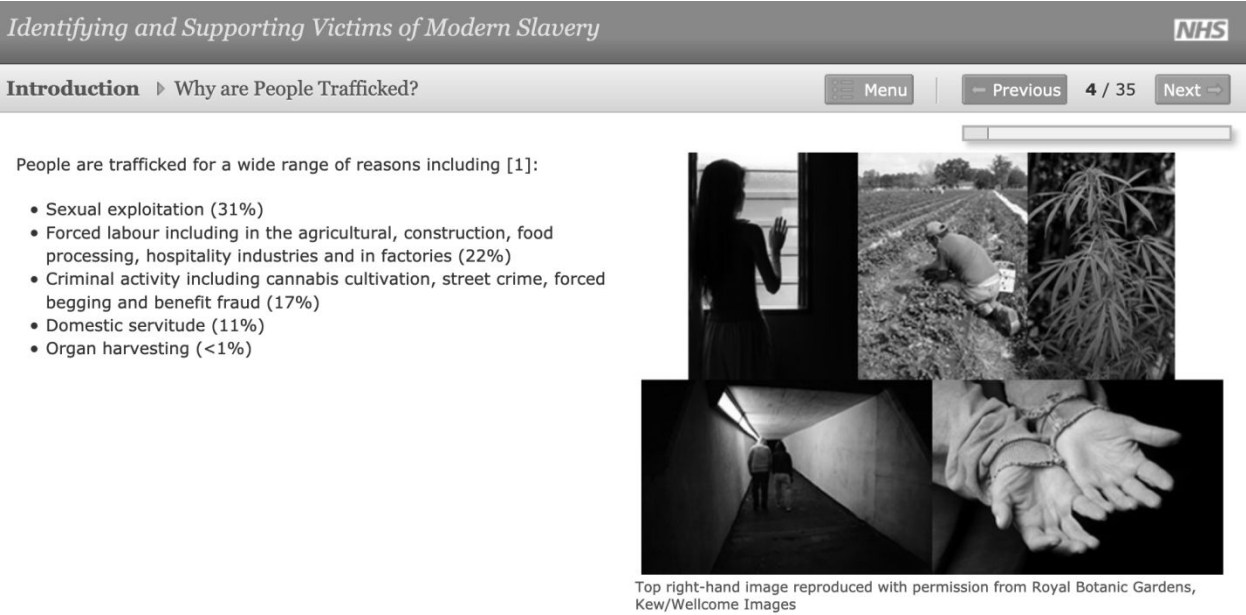 Identifying and Supporting Victims of Modern Slavery
NHS
Introduction Why are People Trafficked?
Menu
Previous
4 / 35
Next
People are trafficked for a wide range of reasons including [1]:
• Sexual exploitation (31%)
• Forced labour including in the agricultural, construction, food
processing, hospitality industries and in factories (22%)
• Criminal activity including cannabis cultivation, street crime, forced
begging and benefit fraud (17%)
• Domestic servitude (11%)
• Organ harvesting (<1%)
Top right-hand image reproduced with permission from Royal Botanic Gardens,
Kew/Wellcome Images